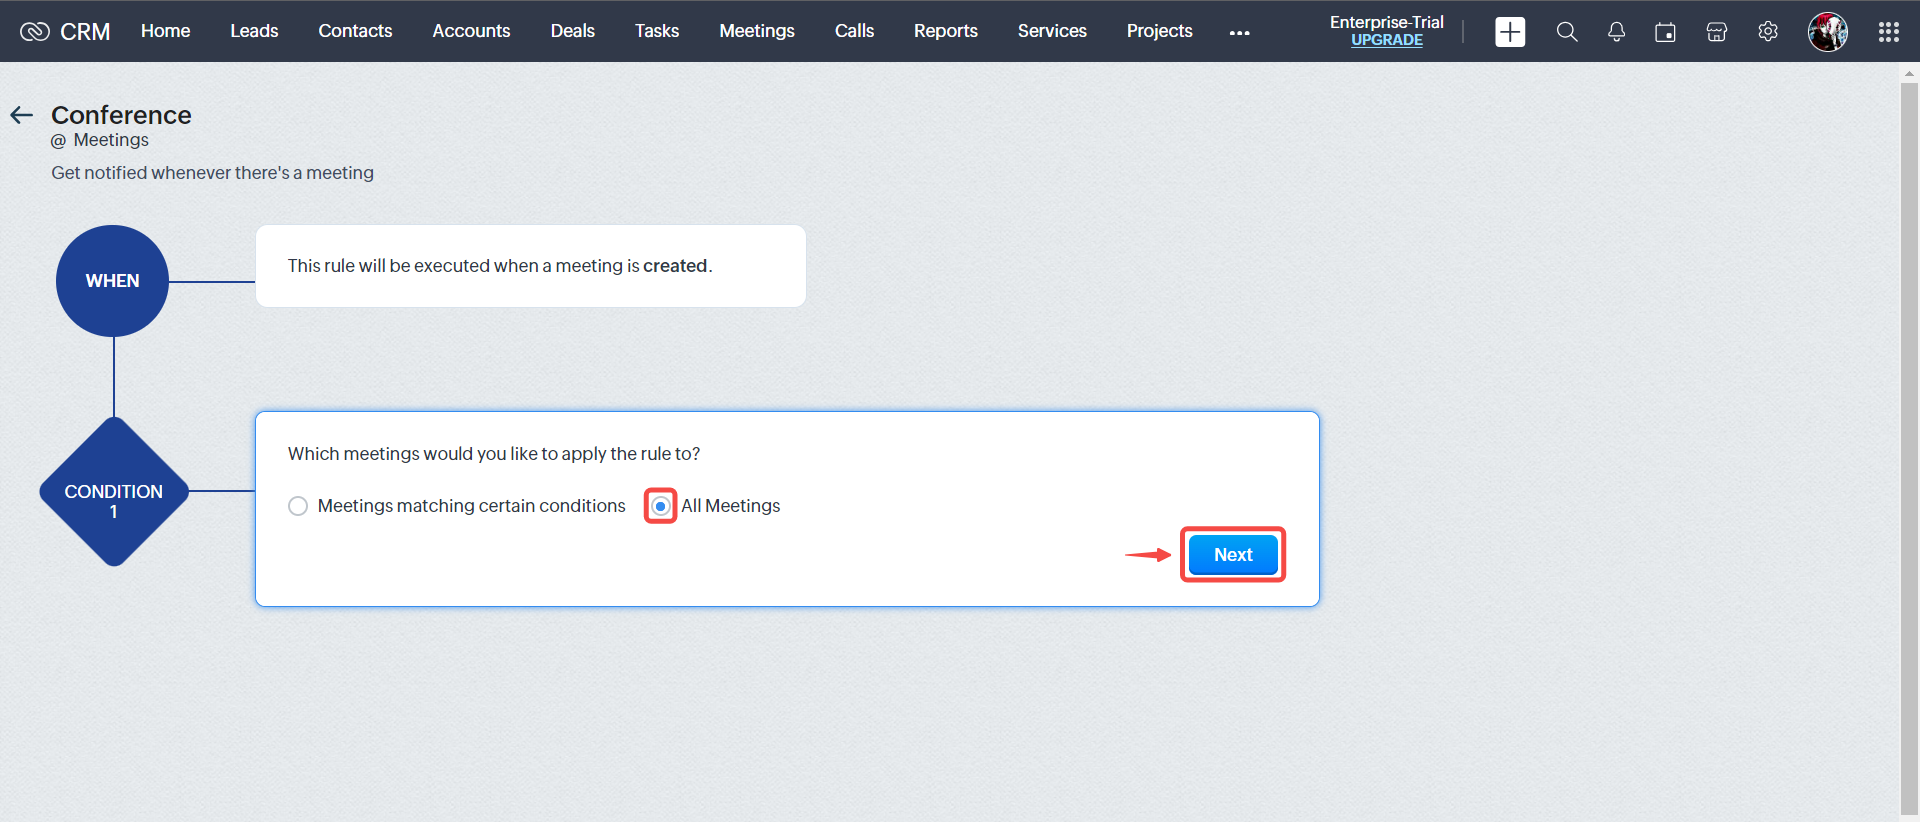 CRM Home Leads Contacts Accounts Deals Tasks Meetings Calls Reports Services Projects ... Enterprise-Trial
UPGRADE
Conference
@ Meetings
Get notified whenever there's a meeting
WHEN
This rule will be executed when a meeting is created.
CONDITION
1
Which meetings would you like to apply the rule to?
Meetings matching certain conditions All Meetings
Next